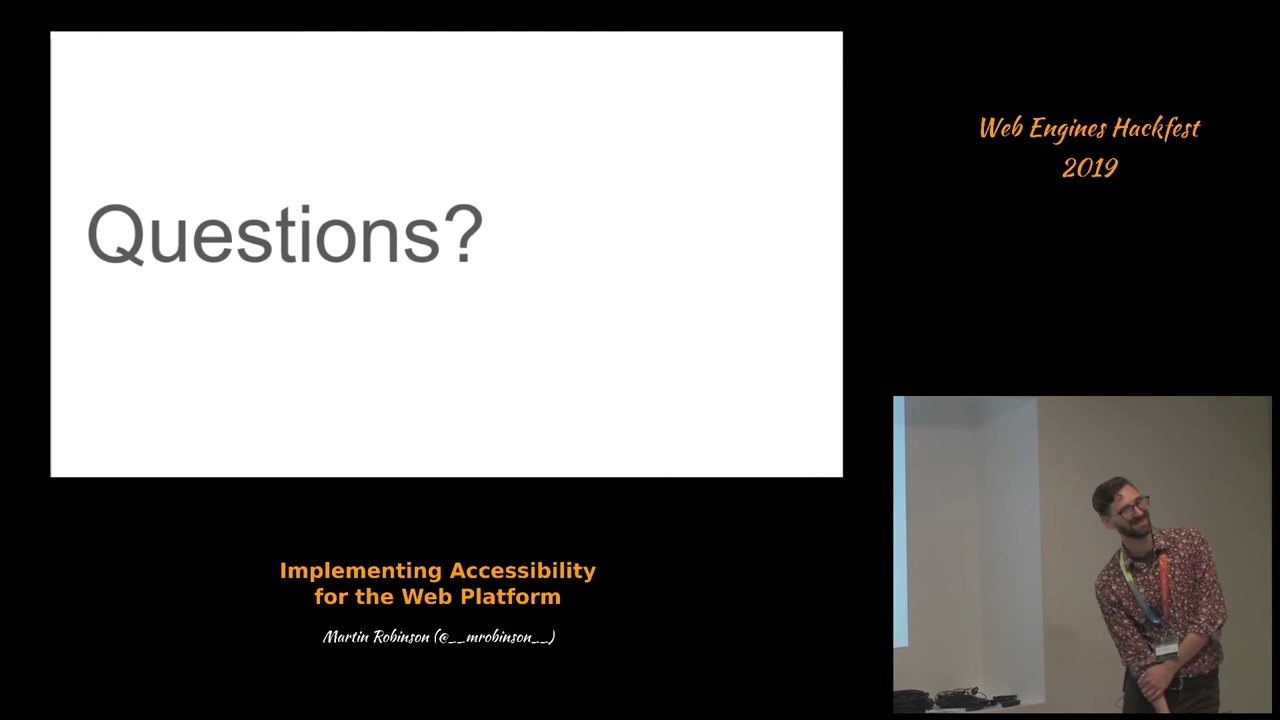 Questions?
Web Engines Hackfest
2019
Implementing Accessibility
for the Web Platform
Martin Robinson (@__mrobinson__)